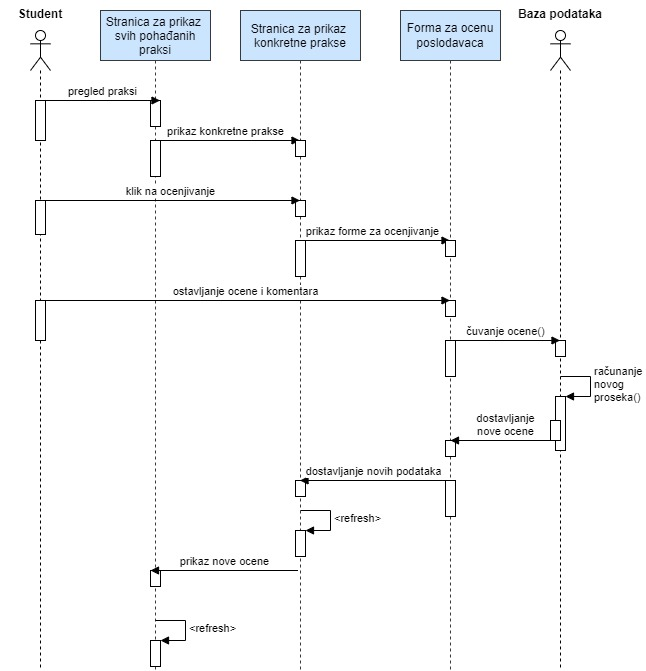 Student
Stranica za prikaz
svih pohađanih
praksi
Stranica za prikaz
konkretne prakse
Forma za ocenu
poslodavaca
Baza podataka
pregled praksi
prikaz konkretne prakse
klik na ocenjivanje
prikaz forme za ocenjivanje
ostavljanje ocene i komentara
čuvanje ocene()
računanje
novog
proseka()
dostavljanje
nove ocene
dostavljanje novih podataka
<refresh>
prikaz nove ocene
<refresh>